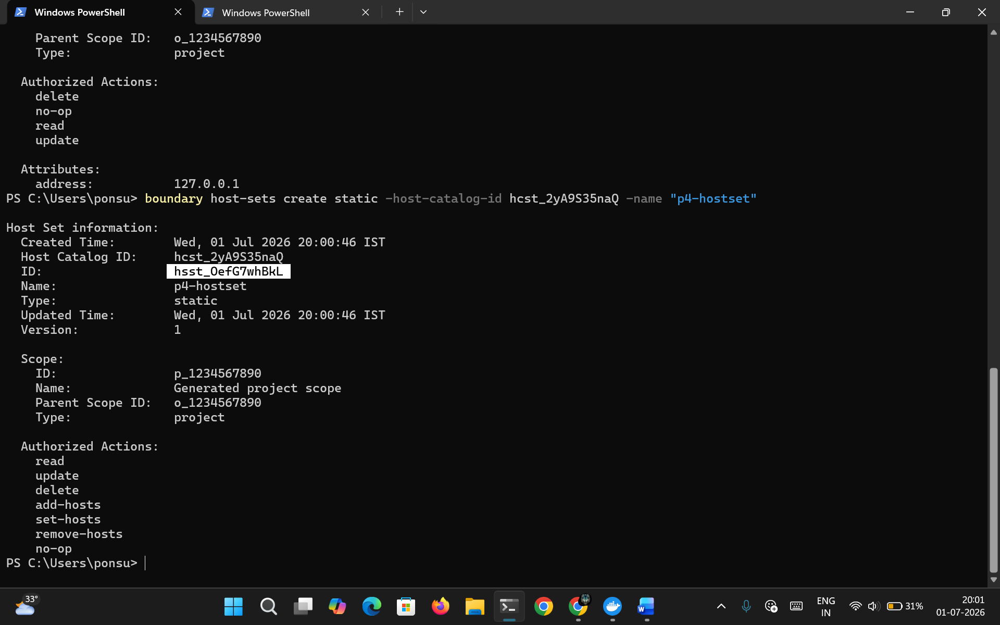 Windows PowerShell
Windows PowerShell
Parent Scope ID: o_1234567890
Type: project
Authorized Actions:
delete
no-op
read
update
Attributes:
address: 127.0.0.1
PS C:\Users\ponsu> boundary host-sets create static -host-catalog-id hcst_2yA9S35naQ -name "p4-hostset"
Host Set information:
Created Time: Wed, 01 Jul 2026 20:00:46 IST
Host Catalog ID: hcst_2yA9S35naQ
ID: hsst_OefG7whBkL
Name: p4-hostset
Type: static
Updated Time: Wed, 01 Jul 2026 20:00:46 IST
Version: 1
Scope:
ID: p_1234567890
Name: Generated project scope
Parent Scope ID: o_1234567890
Type: project
Authorized Actions:
read
update
delete
add-hosts
set-hosts
remove-hosts
no-op
PS C:\Users\ponsu>
33°
W
ENG
IN
31%
20:01
01-07-2026